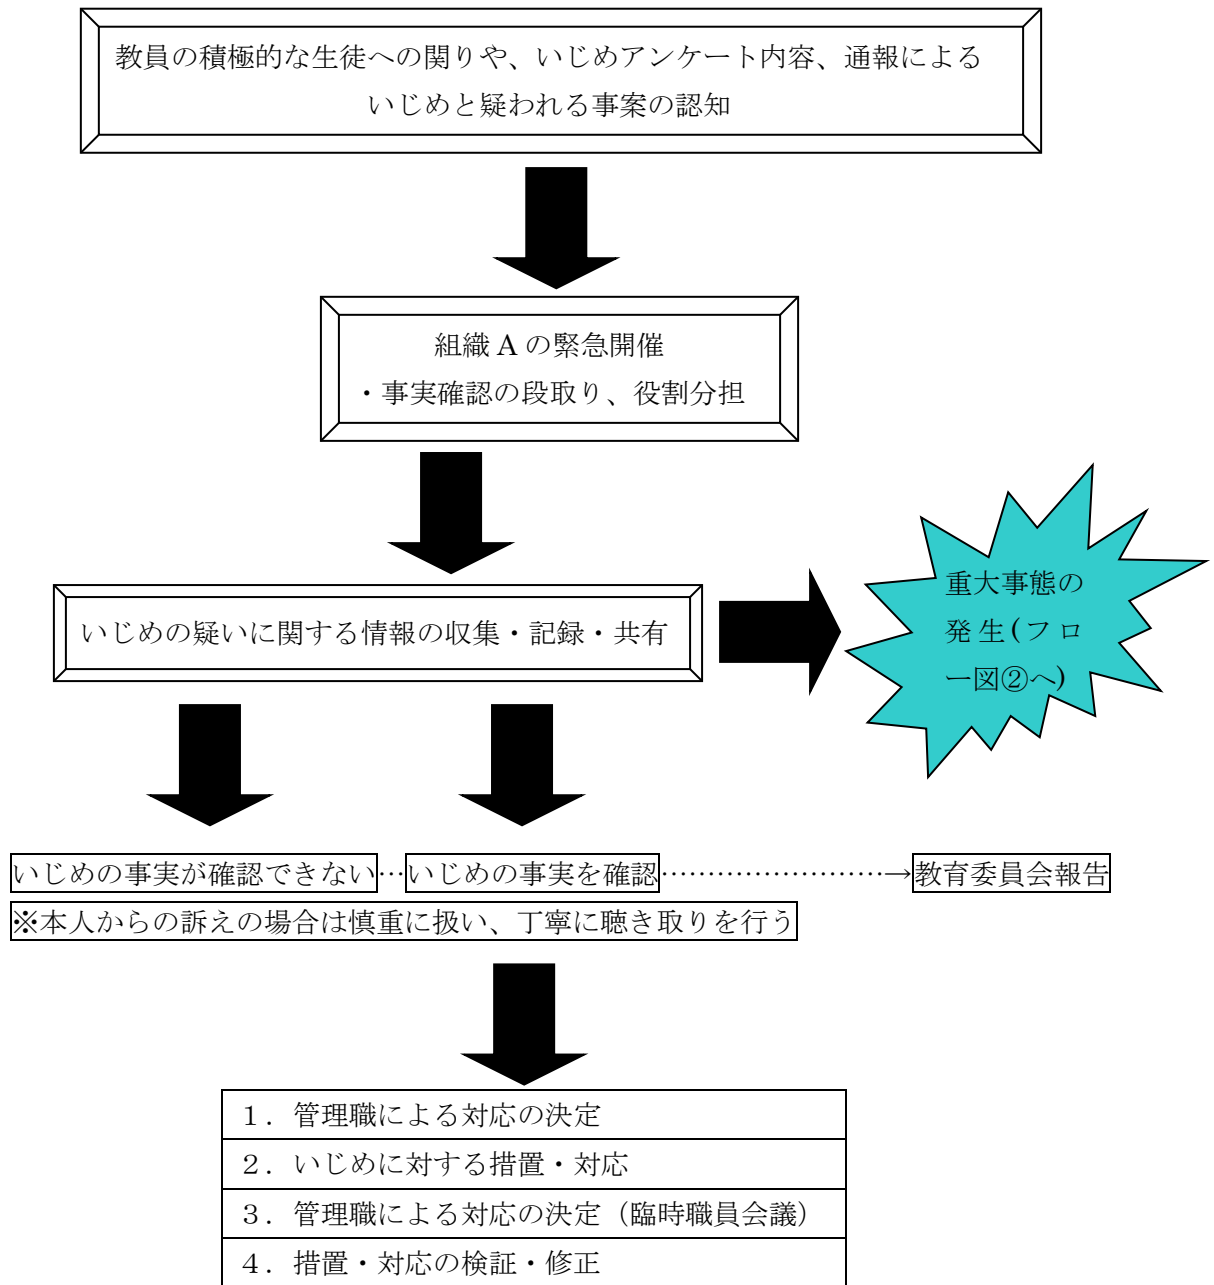 教員の積極的な生徒への関りや、いじめアンケート内容、通報による
いじめと疑われる事案の認知
組織 A の緊急開催
・事実確認の段取り、役割分担
いじめの疑いに関する情報の収集・記録・共有
重大事態の
発生(フロ
ー図②へ)
いじめの事実が確認できない…いじめの事実を確認……………………→教育委員会報告
※本人からの訴えの場合は慎重に扱い、丁寧に聴き取りを行う
１．管理職による対応の決定
２．いじめに対する措置・対応
３．管理職による対応の決定（臨時職員会議）
４．措置・対応の検証・修正